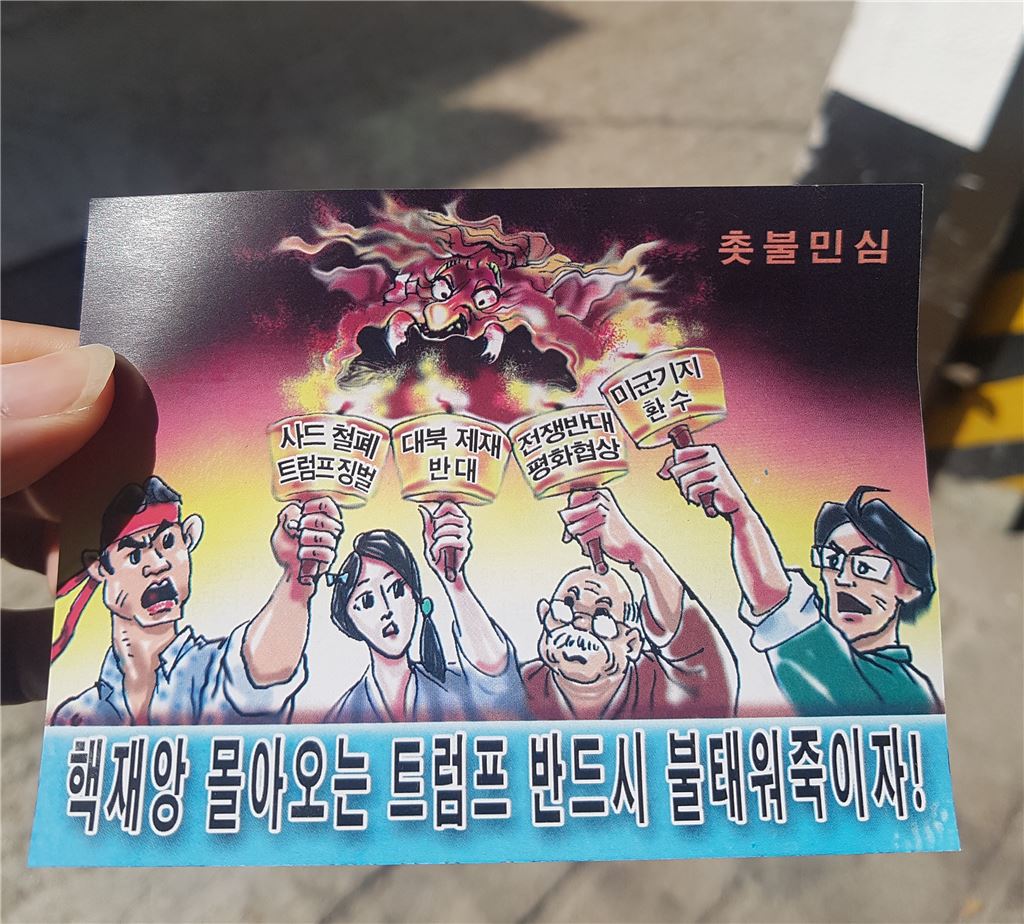 촛불민심
사드 철폐
트럼프징벌
대북 제재
반대
전쟁반대
평화협상
미군기지
환수
핵재앙 몰아오는 트럼프 반드시 불태워죽이자!